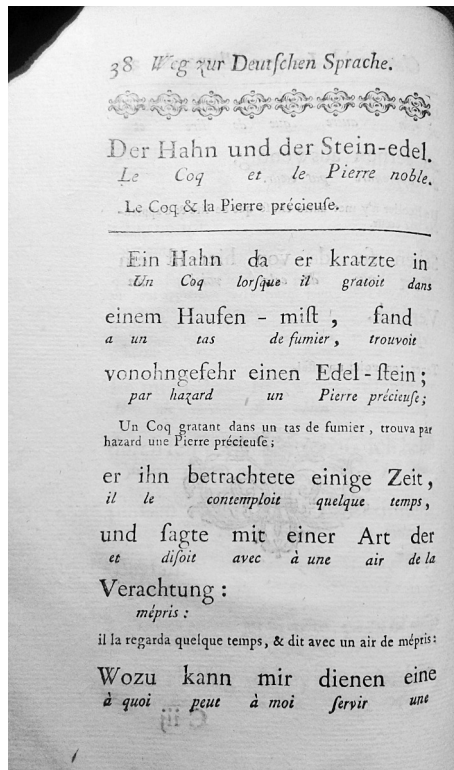 38 Weg zur Deutſchen Sprache.
Der Hahn und der Stein-edel.
Le Coq et le Pierre noble.
Le Coq & la Pierre précieuſe.
Ein Hahn da er kratzte in
Un Coq lorſque il gratoit dans
einem Haufen - miſt , fand
a un tas de fumier , trouvoit
vonohngefehr einen Edel-ſtein ;
par hazard un Pierre précieuſe ;
Un Coq gratant dans un tas de fumier , trouva par
hazard une Pierre précieuſe ;
er ihn betrachtete einige Zeit ,
il le contemploit quelque temps ,
und ſagte mit einer Art der
et diſoit avec à une air de la
Verachtung :
mépris :
il la regarda quelque temps , & dit avec un air de mépris :
Wozu kann mir dienen eine
à quoi peut à moi ſervir une